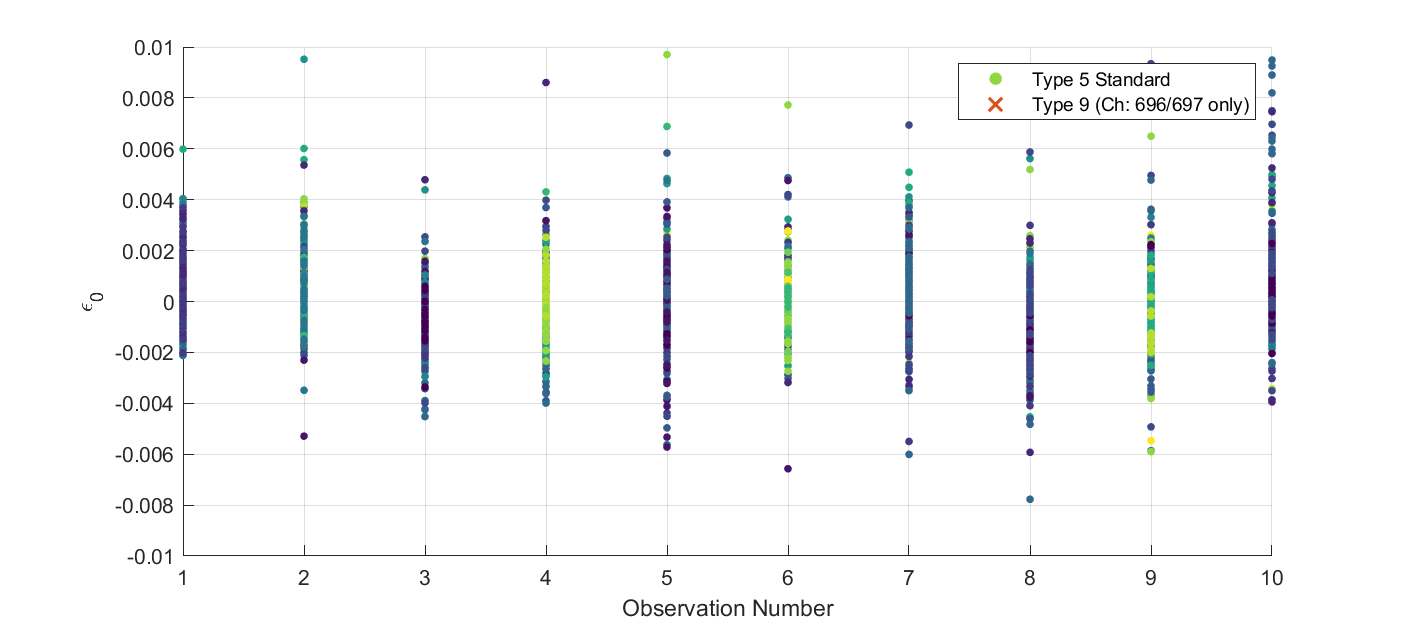 0.01
0.008
0.006
0.004
0.002
0
-0.002
-0.004
-0.006
-0.008
-0.01
ϵ0
1 2 3 4 5 6 7 8 9 10
Observation Number
Type 5 Standard
Type 9 (Ch: 696/697 only)